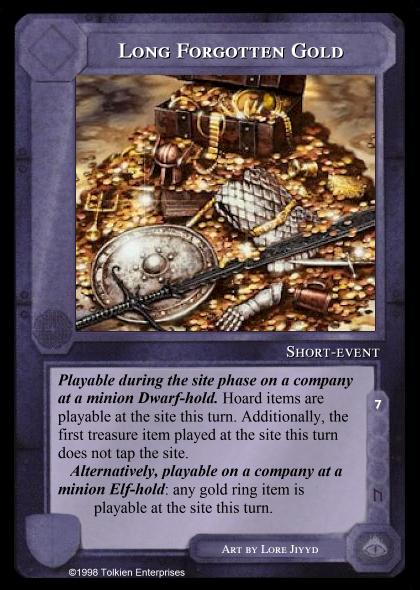 Long Forgotten Gold
Short-event
Playable during the site phase on a company
at a minion Dwarf-hold. Hoard items are
playable at the site this turn. Additionally, the
first treasure item played at the site this turn
does not tap the site.
Alternatively, playable on a company at a
minion Elf-hold: any gold ring item is
playable at the site this turn.
7
Art by Lore Jiyyd
©1998 Tolkien Enterprises